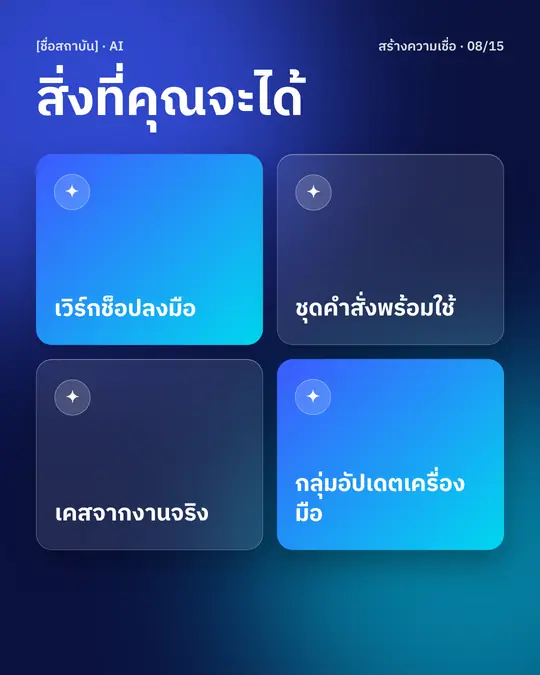 [ชื่อสถาบัน] · AI
สร้างความเชื่อ · 08/15
สิ่งที่คุณจะได้
เวิร์กช็อปลงมือ
ชุดคำสั่งพร้อมใช้
เคสจากงานจริง
กลุ่มอัปเดตเครื่อง
มือ